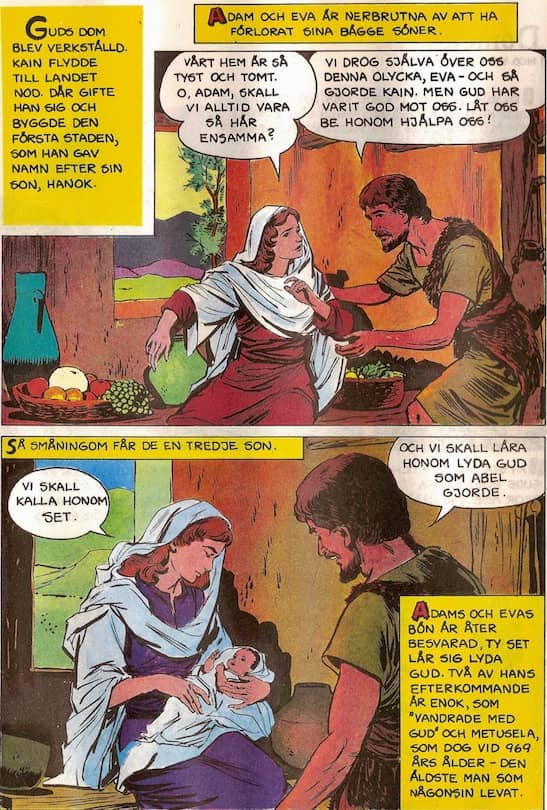 GUDS DOM
BLEV VERKSTÄLLD.
KAIN FLYDDE
TILL LANDET
NOD. DÄR GIFTE
HAN SIG OCH
BYGGDE DEN
FÖRSTA STADEN,
SOM HAN GAV
NAMN EFTER SIN
SON, HANOK.
ADAM OCH EVA ÄR NERBRUTNA AV ATT HA
FÖRLORAT SINA BÄGGE SÖNER.
VÅRT HEM ÄR SÅ
TYST OCH TOMT.
O, ADAM, SKALL
VI ALLTID VARA
SÅ HÄR
ENSAMMA?
VI DROG SJÄLVA ÖVER OSS
DENNA OLYCKA, EVA - OCH SÅ
GJORDE KAIN. MEN GUD HAR
VARIT GOD MOT OSS. LÅT OSS
BE HONOM HJÄLPA OSS!
SÅ SMÅNINGOM FÅR DE EN TREDJE SON.
VI SKALL
KALLA HONOM
SET.
OCH VI SKALL LÄRA
HONOM LYDA GUD
SOM ABEL
GJORDE.
ADAMS OCH EVAS
BÖN ÄR ÅTER
BESVARAD, TY SET
LÄR SIG LYDA
GUD. TVÅ AV HANS
EFTERKOMMANDE
ÄR ENOK, SOM
"VANDRADE MED
GUD" OCH METUSELA,
SOM DOG VID 969
ÅRS ÅLDER - DEN
ÄLDSTE MAN SOM
NÅGONSIN LEVAT.